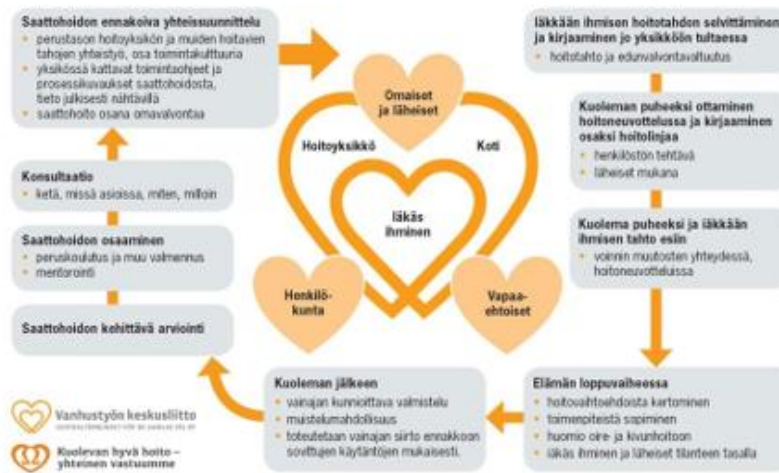 Saattohoidon ennakoiva yhteissuunnittelu
• perustason hoitoyksikön ja muiden hoitavien
tahojen yhteistyö, osa toimintakulttuuria
• yksikössä kattavat toimintaohjeet ja
prosessikuvaukset saattohoidosta,
tieto julkisesti nähtävillä
• saattohoito osana omavalvontaa
Konsultaatio
• ketä, missä asioissa, miten, milloin
Saattohoidon osaaminen
• peruskoulutus ja muu valmennus
• mentorointi
Saattohoidon kehittävä arviointi
Omaiset
ja läheiset
Hoitoyksikkö
Koti
Iäkäs
ihminen
Henkilö-
kunta
Vapaa-
ehtoiset
Iäkkään ihmisen hoitotahdon selvittäminen
ja kirjaaminen jo yksikköön tultaessa
• hoitotahto ja edunvalvontavaltuutus
Kuoleman puheeksi ottaminen
hoitoneuvottelussa ja kirjaaminen
osaksi hoitolinjaa
• henkilöstön tehtävä
• läheiset mukana
Kuolema puheeksi ja iäkkään
ihmisen tahto esiin
• voinnin muutosten yhteydessä,
hoitoneuvotteluissa
Elämän loppuvaiheessa
• hoitovaihtoehdoista kertominen
• toimenpiteistä sopiminen
• huomio oire- ja kivunhoitoon
• iäkäs ihminen ja läheiset tilanteen tasalla
Kuoleman jälkeen
• vainajan kunnioittava valmistelu
• muistelumahdollisuus
• toteutetaan vainajan siirto ennakkoon
sovittujen käytäntöjen mukaisesti.
Vanhustyön keskusliitto
Kuolevan hyvä hoito –
yhteinen vastuumme